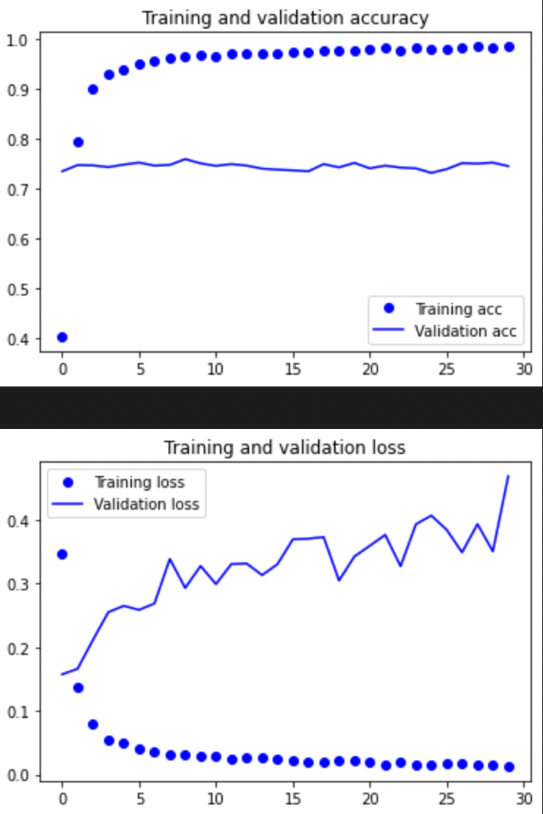 Training and validation accuracy
1.0
0.9
0.8
0.7
0.6
0.5
0.4
Training acc
Validation acc
0 5 10 15 20 25 30
Training and validation loss
Training loss
Validation loss
0.4
0.3
0.2
0.1
0.0
0 5 10 15 20 25 30